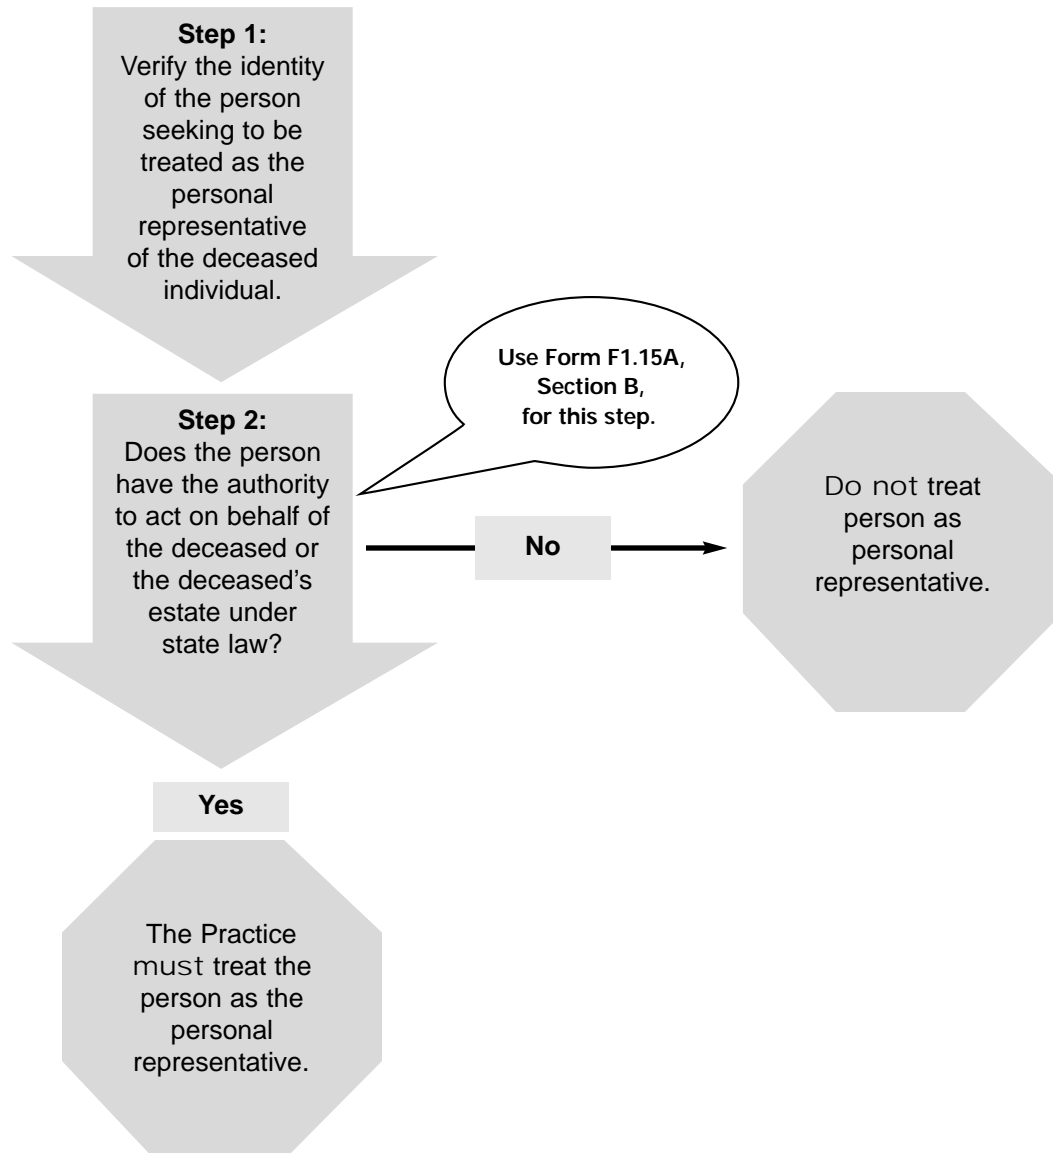 Step 1:
Verify the identity
of the person
seeking to be
treated as the
personal
representative
of the deceased
individual.
Use Form F1.15A,
Section B,
for this step.
Step 2:
Does the person
have the authority
to act on behalf of
the deceased or
the deceased’s
estate under
state law?
No
Do not treat
person as
personal
representative.
Yes
The Practice
must treat the
person as the
personal
representative.